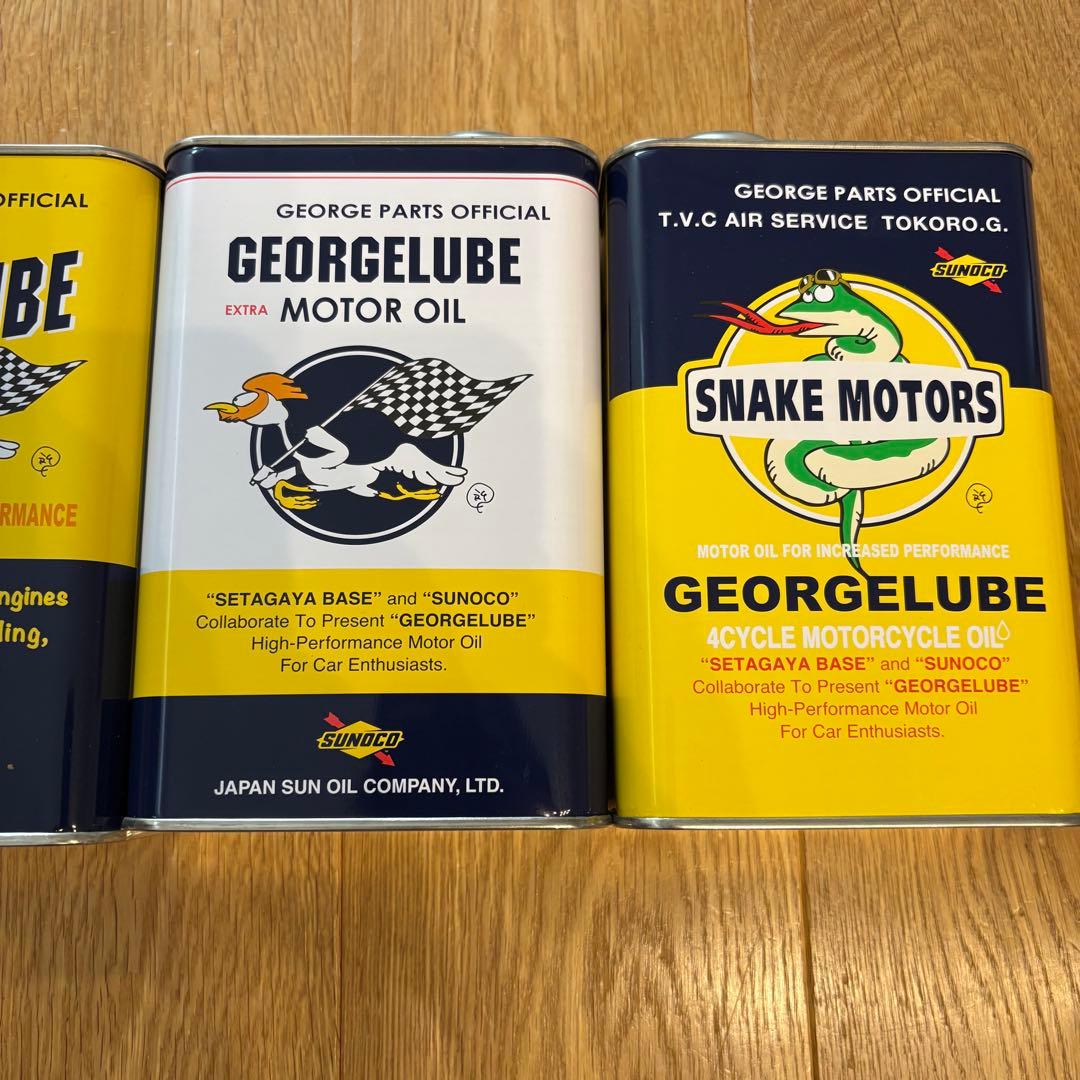 OFFICIAL
UBE
RMANCE
ngines
ling,
GEORGE PARTS OFFICIAL
GEORGELUBE
EXTRA MOTOR OIL
“SETAGAYA BASE” and “SUNOCO”
Collaborate To Present “GEORGELUBE”
High-Performance Motor Oil
For Car Enthusiasts.
SUNOCO
JAPAN SUN OIL COMPANY, LTD.
GEORGE PARTS OFFICIAL
T.V.C AIR SERVICE TOKORO.G.
SUNOCO
SNAKE MOTORS
MOTOR OIL FOR INCREASED PERFORMANCE
GEORGELUBE
4CYCLE MOTORCYCLE OIL
“SETAGAYA BASE” and “SUNOCO”
Collaborate To Present “GEORGELUBE”
High-Performance Motor Oil
For Car Enthusiasts.